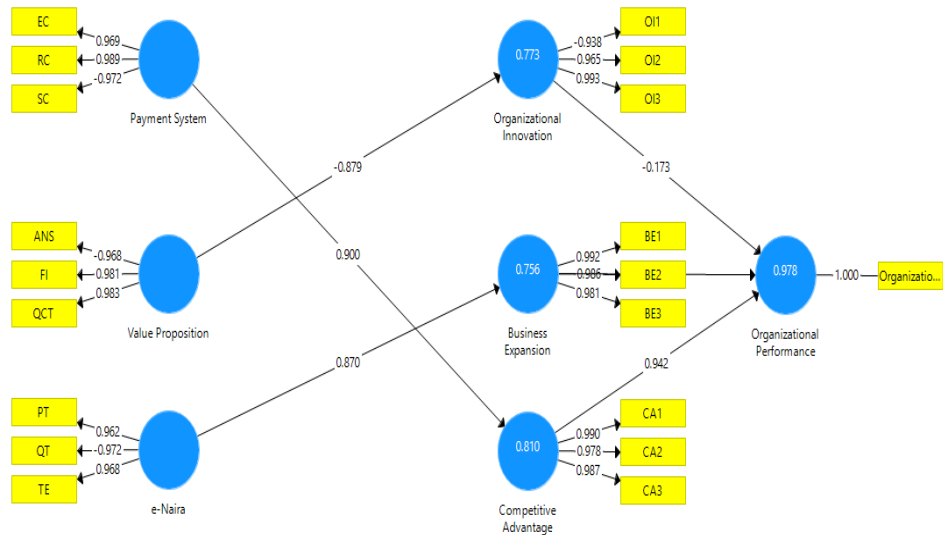 EC
0.969
RC
0.989
SC
-0.972
Payment System
0.773
Organizational
Innovation
OI1
-0.938
OI2
0.965
OI3
0.993
-0.879
-0.173
0.900
ANS
-0.968
FI
0.981
QCT
0.983
Value Proposition
0.756
Business
Expansion
BE1
0.992
BE2
0.986
BE3
0.981
0.978
Organizational
Performance
1.000
Organizatio...
0.870
0.942
PT
0.962
QT
-0.972
TE
0.968
e-Naira
0.810
Competitive
Advantage
CA1
0.990
CA2
0.978
CA3
0.987